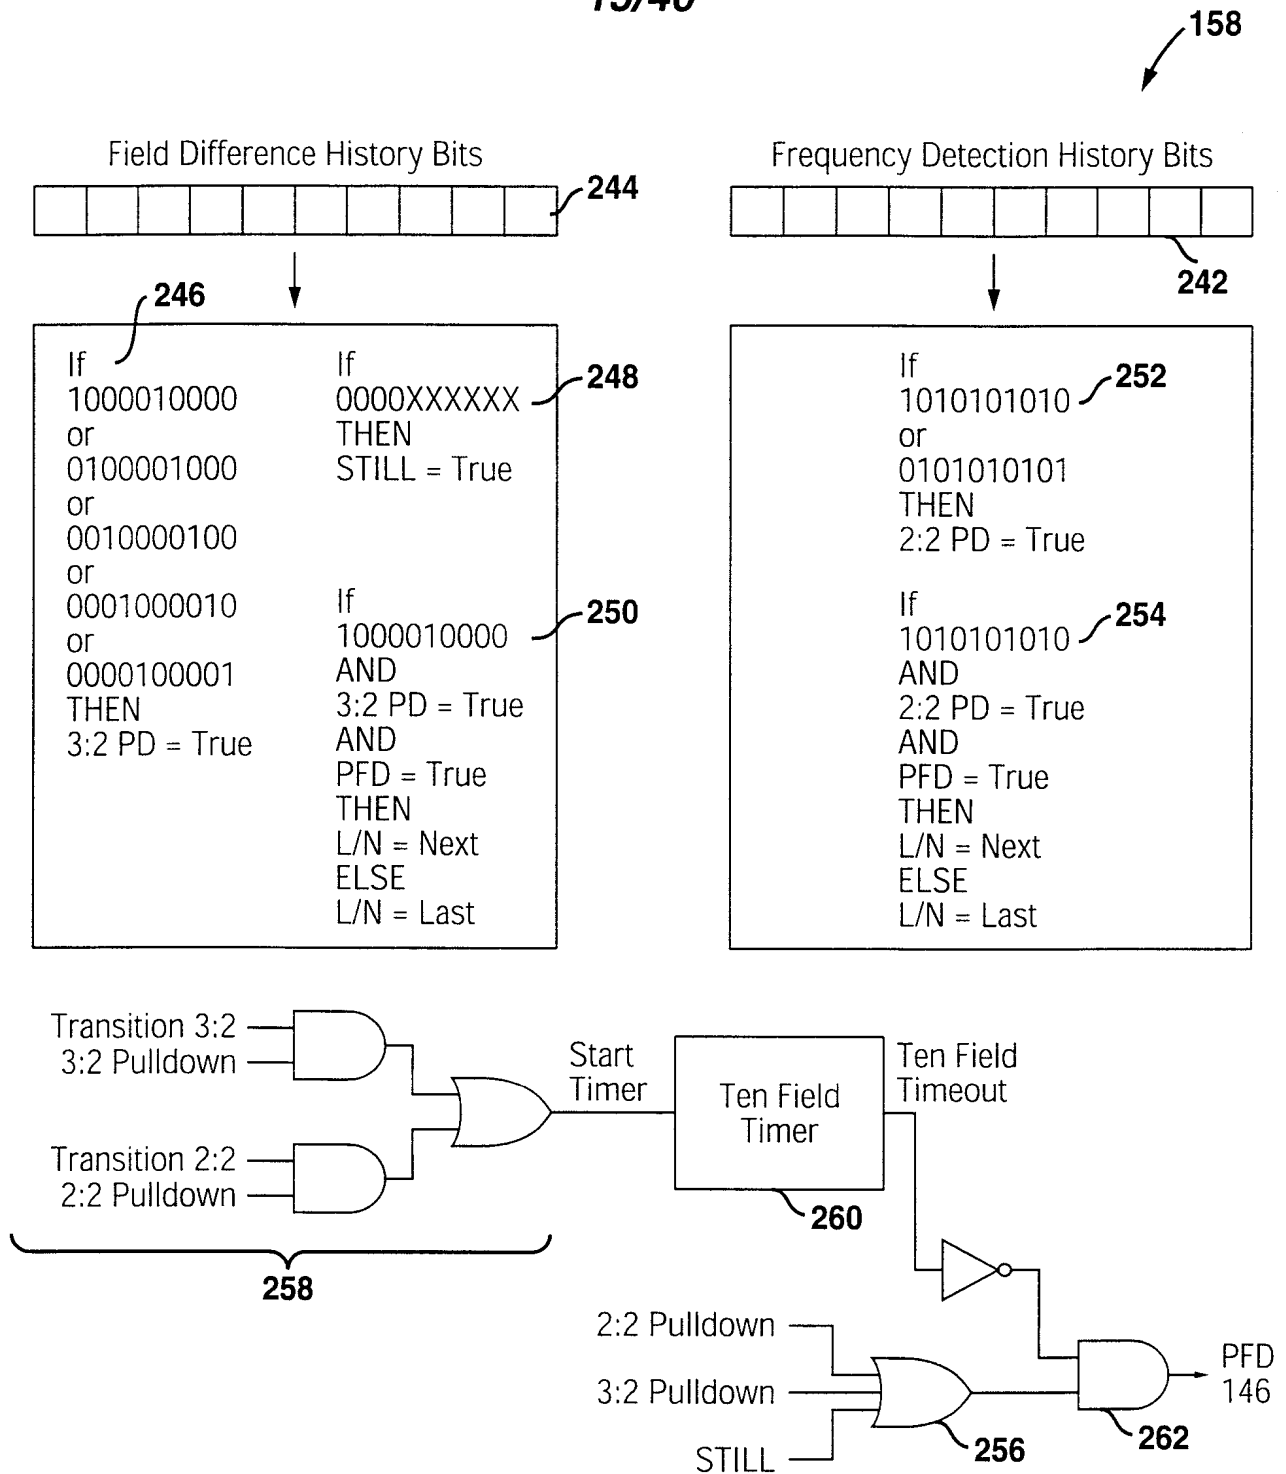 158
Field Difference History Bits
244
Frequency Detection History Bits
242
246
If
1000010000
or
0100001000
or
0010000100
or
0001000010
or
0000100001
THEN
3:2 PD = True
If
0000XXXXXX
THEN
STILL = True
248
If
1000010000
AND
3:2 PD = True
AND
PFD = True
THEN
L/N = Next
ELSE
L/N = Last
250
If
1010101010
or
0101010101
THEN
2:2 PD = True
252
If
1010101010
AND
2:2 PD = True
AND
PFD = True
THEN
L/N = Next
ELSE
L/N = Last
254
Transition 3:2
3:2 Pulldown
Transition 2:2
2:2 Pulldown
258
Start
Timer
Ten Field
Timer
260
Ten Field
Timeout
2:2 Pulldown
3:2 Pulldown
STILL
256
262
PFD
146